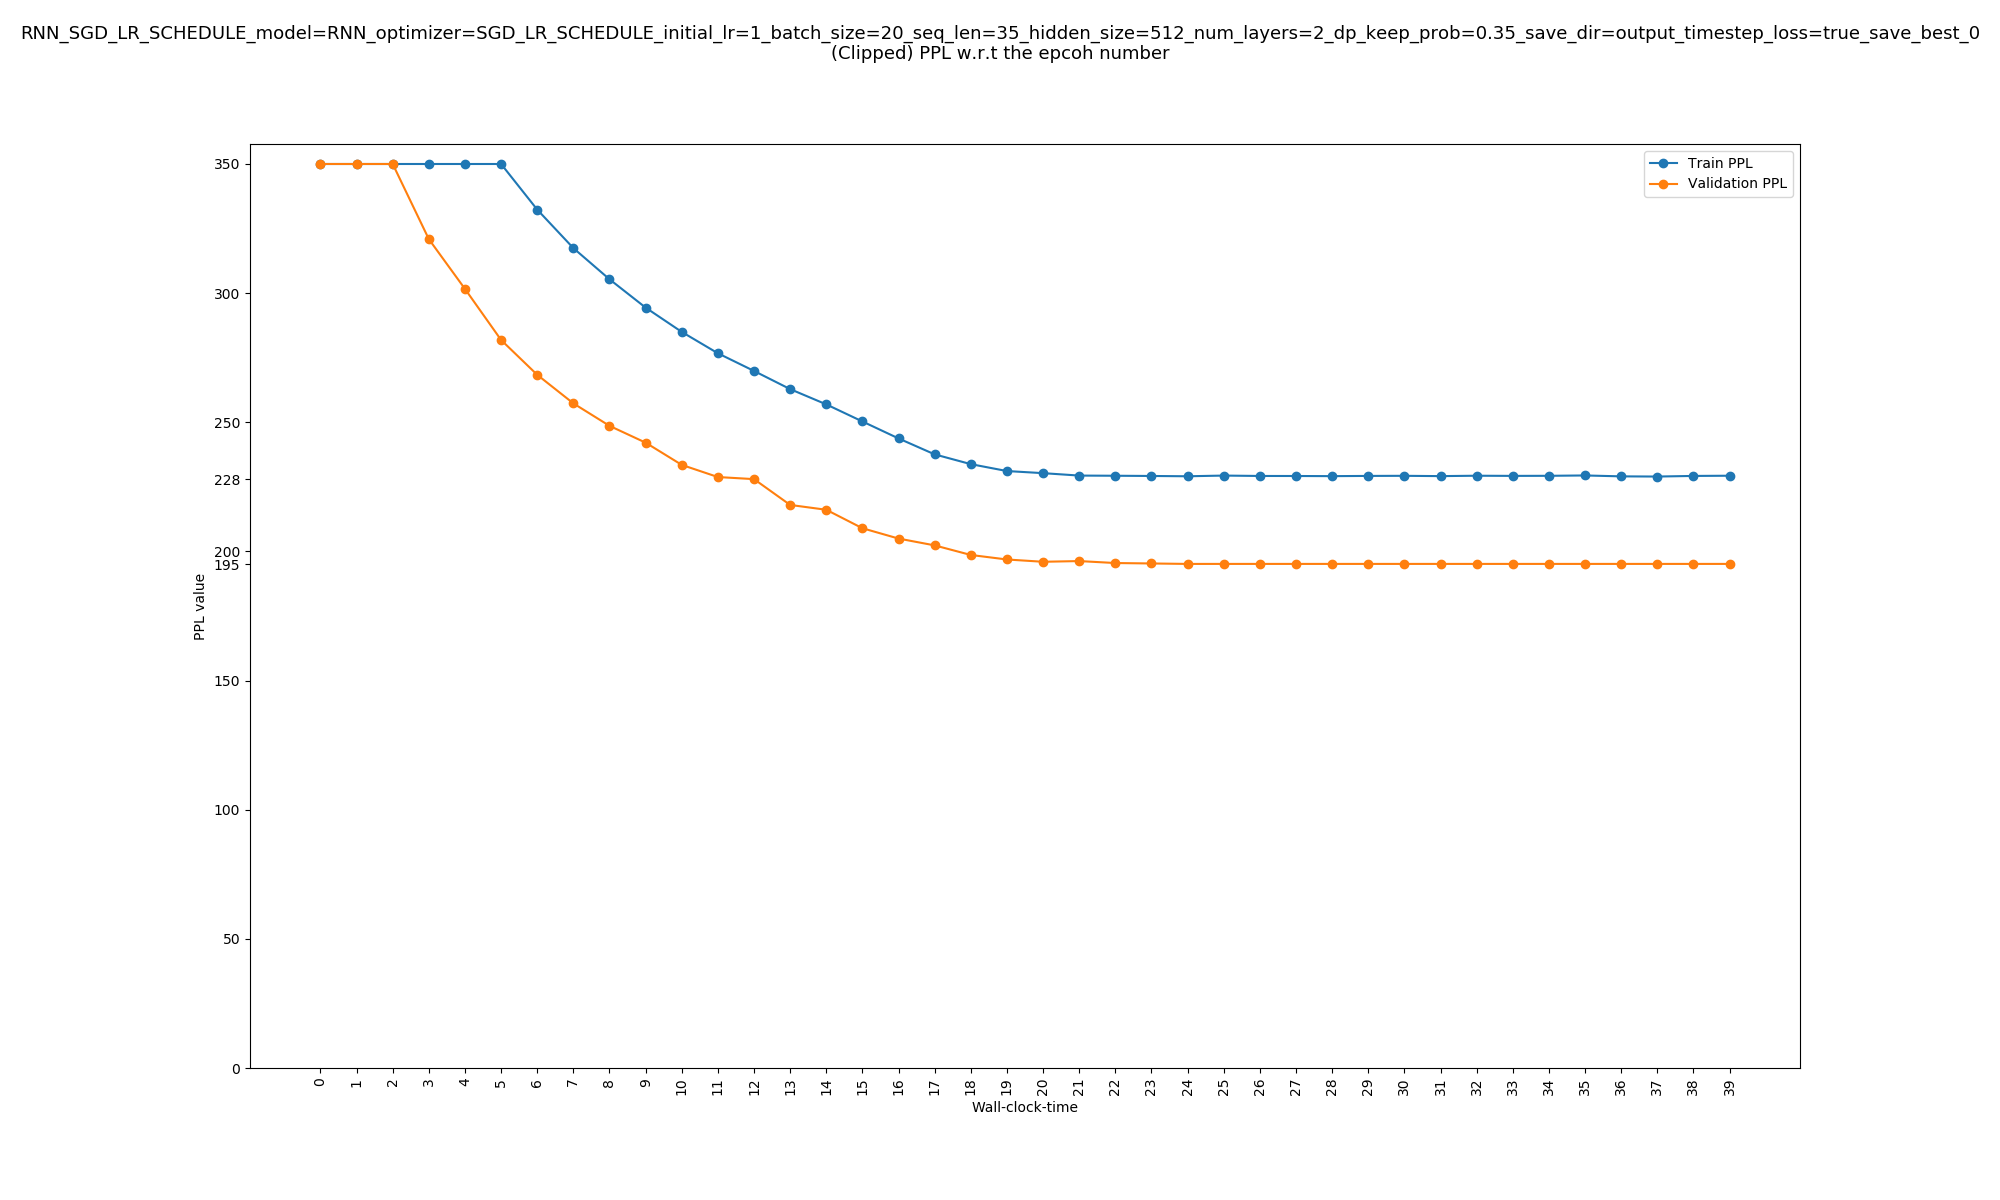 RNN_SGD_LR_SCHEDULE_model=RNN_optimizer=SGD_LR_SCHEDULE_initial_lr=1_batch_size=20_seq_len=35_hidden_size=512_num_layers=2_dp_keep_prob=0.35_save_dir=output_timestep_loss=true_save_best_0
(Clipped) PPL w.r.t the epcoh number
Train PPL
Validation PPL
350
300
250
228
200
195
150
100
50
0
PPL value
0 1 2 3 4 5 6 7 8 9 10 11 12 13 14 15 16 17 18 19 20 21 22 23 24 25 26 27 28 29 30 31 32 33 34 35 36 37 38 39
Wall-clock-time